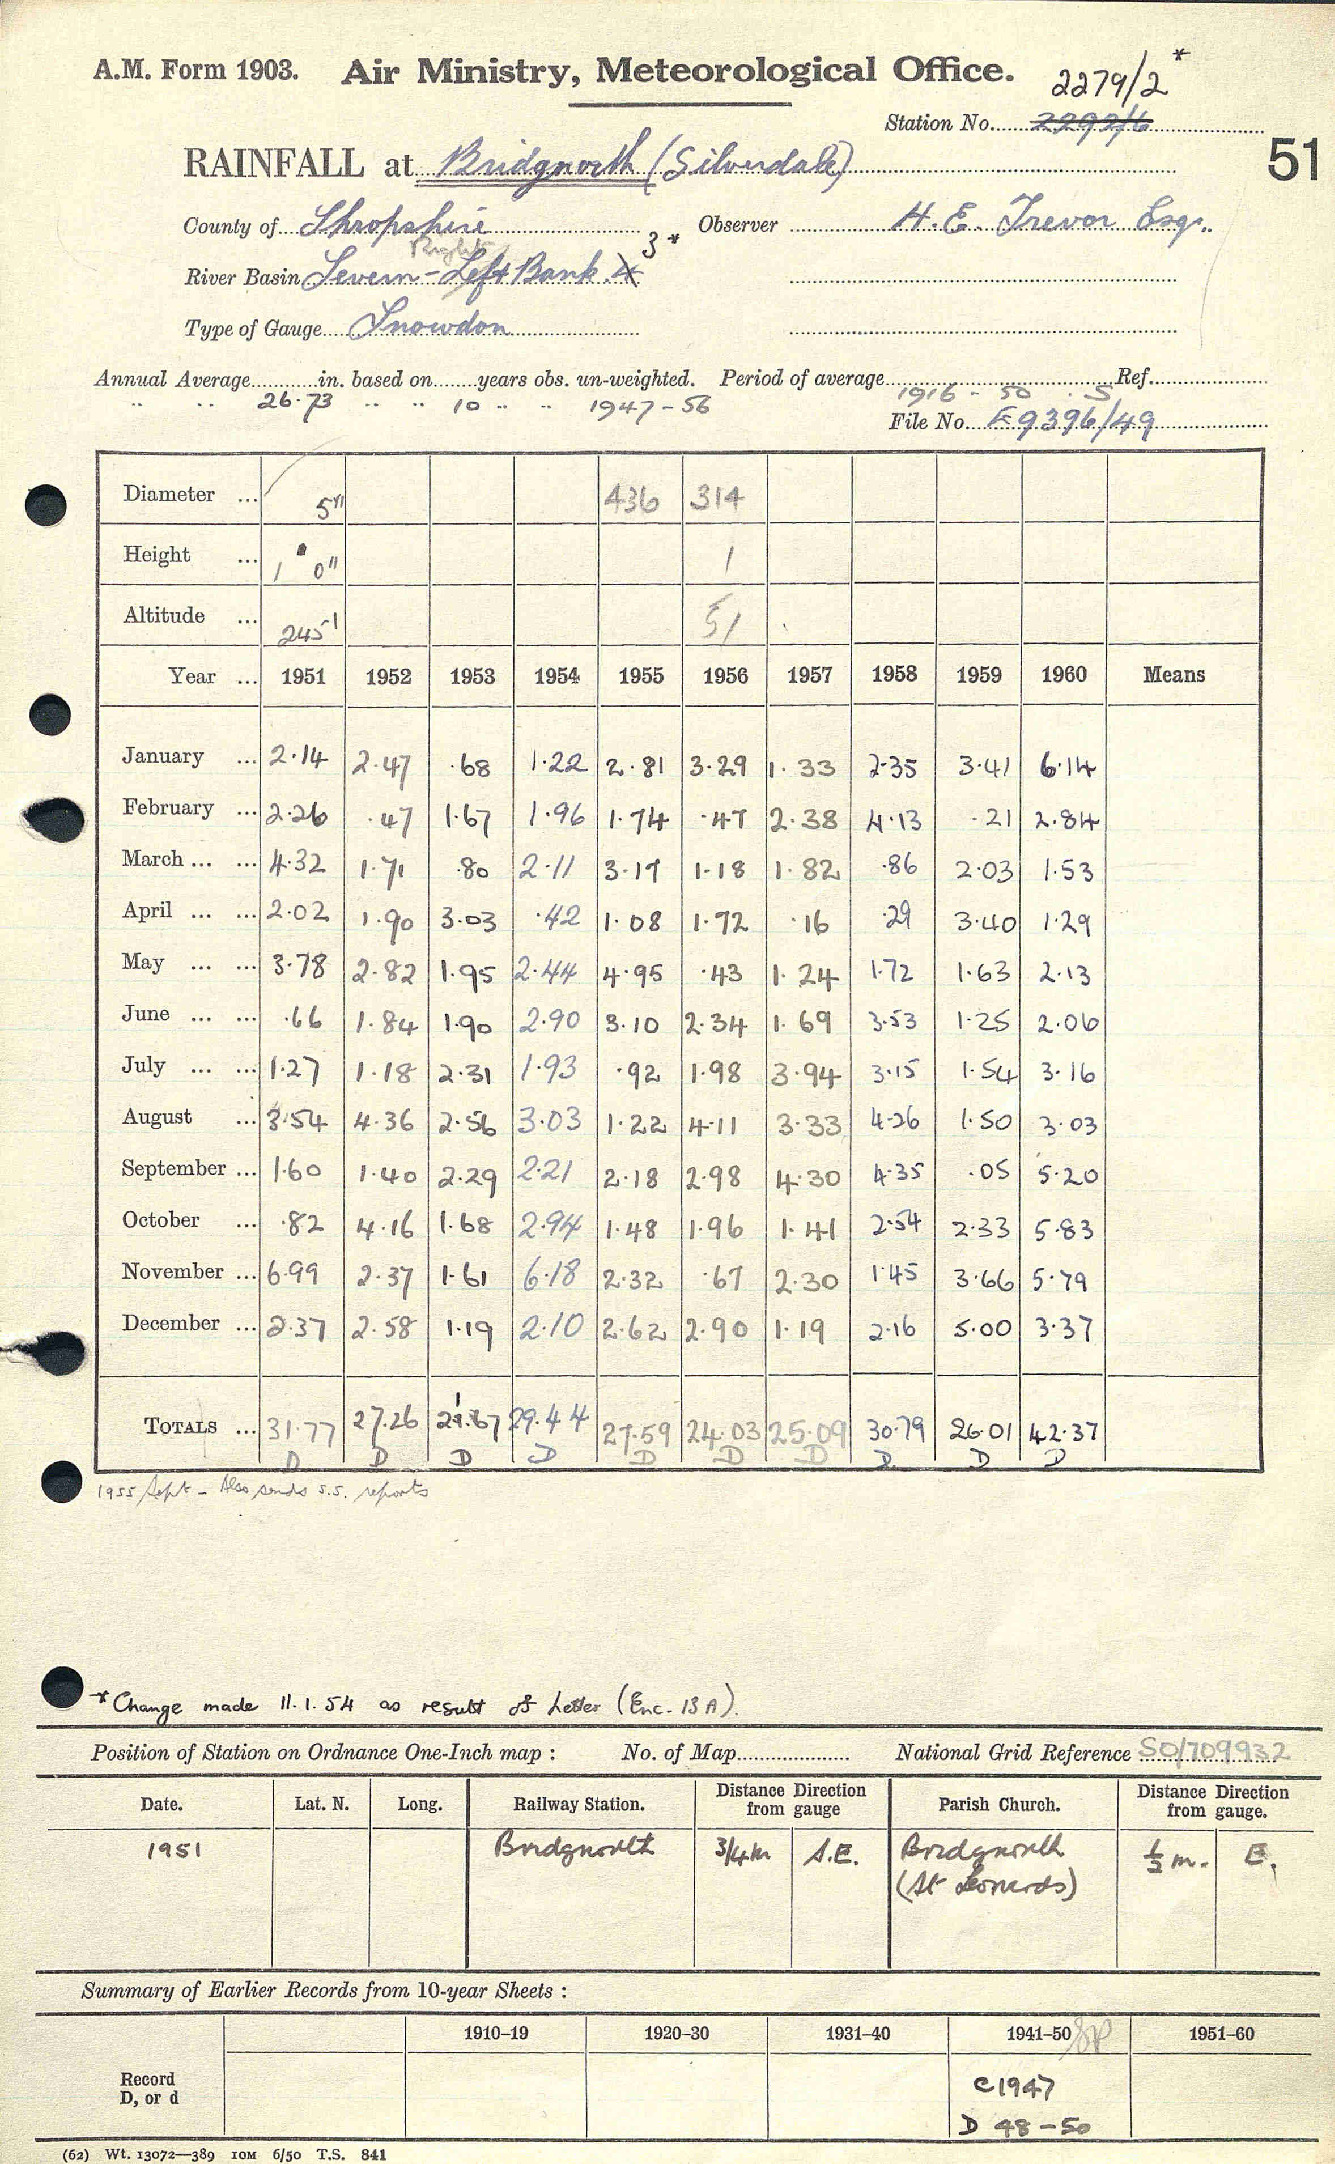 A.M. Form 1903. Air Ministry, Meteorological Office. 2279/2 *
Station No. 2292/6
51
RAINFALL at Bridgnorth (Silverdale)
County of Shropshire Observer H. E. Trevor Esq.
Right 3 *
River Basin Severn - Left Bank. 4
Type of Gauge Snowdon
Annual Average in. based on years obs. un-weighted. Period of average Ref.
" " 26.73 " " 10 " " 1947-56 1916-50 . 5
File No. F9396/49
Diameter ... 5" 436 314
Height ... 1' 0" 1
Altitude ... 245' 51
Year ... 1951 1952 1953 1954 1955 1956 1957 1958 1959 1960 Means
January ... 2.14 2.47 .68 1.22 2.81 3.29 1.33 2.35 3.41 6.14
February ... 2.26 .47 1.67 1.96 1.74 .47 2.38 4.13 .21 2.84
March ... ... 4.32 1.71 .80 2.11 3.17 1.18 1.82 .86 2.03 1.53
April ... ... 2.02 1.90 3.03 .42 1.08 1.72 .16 .29 3.40 1.29
May ... ... 3.78 2.82 1.95 2.44 4.95 .43 1.24 1.72 1.63 2.13
June ... ... .66 1.84 1.90 2.90 3.10 2.34 1.69 3.53 1.25 2.06
July ... ... 1.27 1.18 2.31 1.93 .92 1.98 3.94 3.15 1.54 3.16
August ... 3.54 4.36 2.56 3.03 1.22 4.11 3.33 4.26 1.50 3.03
September ... 1.60 1.40 2.29 2.21 2.18 2.98 4.30 4.35 .05 5.20
October ... .82 4.16 1.68 2.94 1.48 1.96 1.41 2.54 2.33 5.83
November ... 6.99 2.37 1.61 6.18 2.32 .67 2.30 1.45 3.66 5.79
December ... 2.37 2.58 1.19 2.10 2.62 2.90 1.19 2.16 5.00 3.37
TOTALS ... 31.77 27.26 21.67 29.44 27.59 24.03 25.09 30.79 26.01 42.37
D D D D D D D D D D
1955 Sept - Also sends S.S. reports
* Change made 11.1.54 as result of Letter (Enc. 13A).
Position of Station on Ordnance One-Inch map : No. of Map National Grid Reference SO/709932
Date. Lat. N. Long. Railway Station. Distance from gauge Direction Parish Church. Distance from gauge. Direction
1951 Bridgnorth 3/4m S.E. Bridgnorth (St Leonards) ½ m. E.
Summary of Earlier Records from 10-year Sheets :
1910–19 1920–30 1931–40 1941–50 1951–60
Record
D, or d
C1947
D 48-50
(62) Wt. 13072—389 10M 6/50 T.S. 841